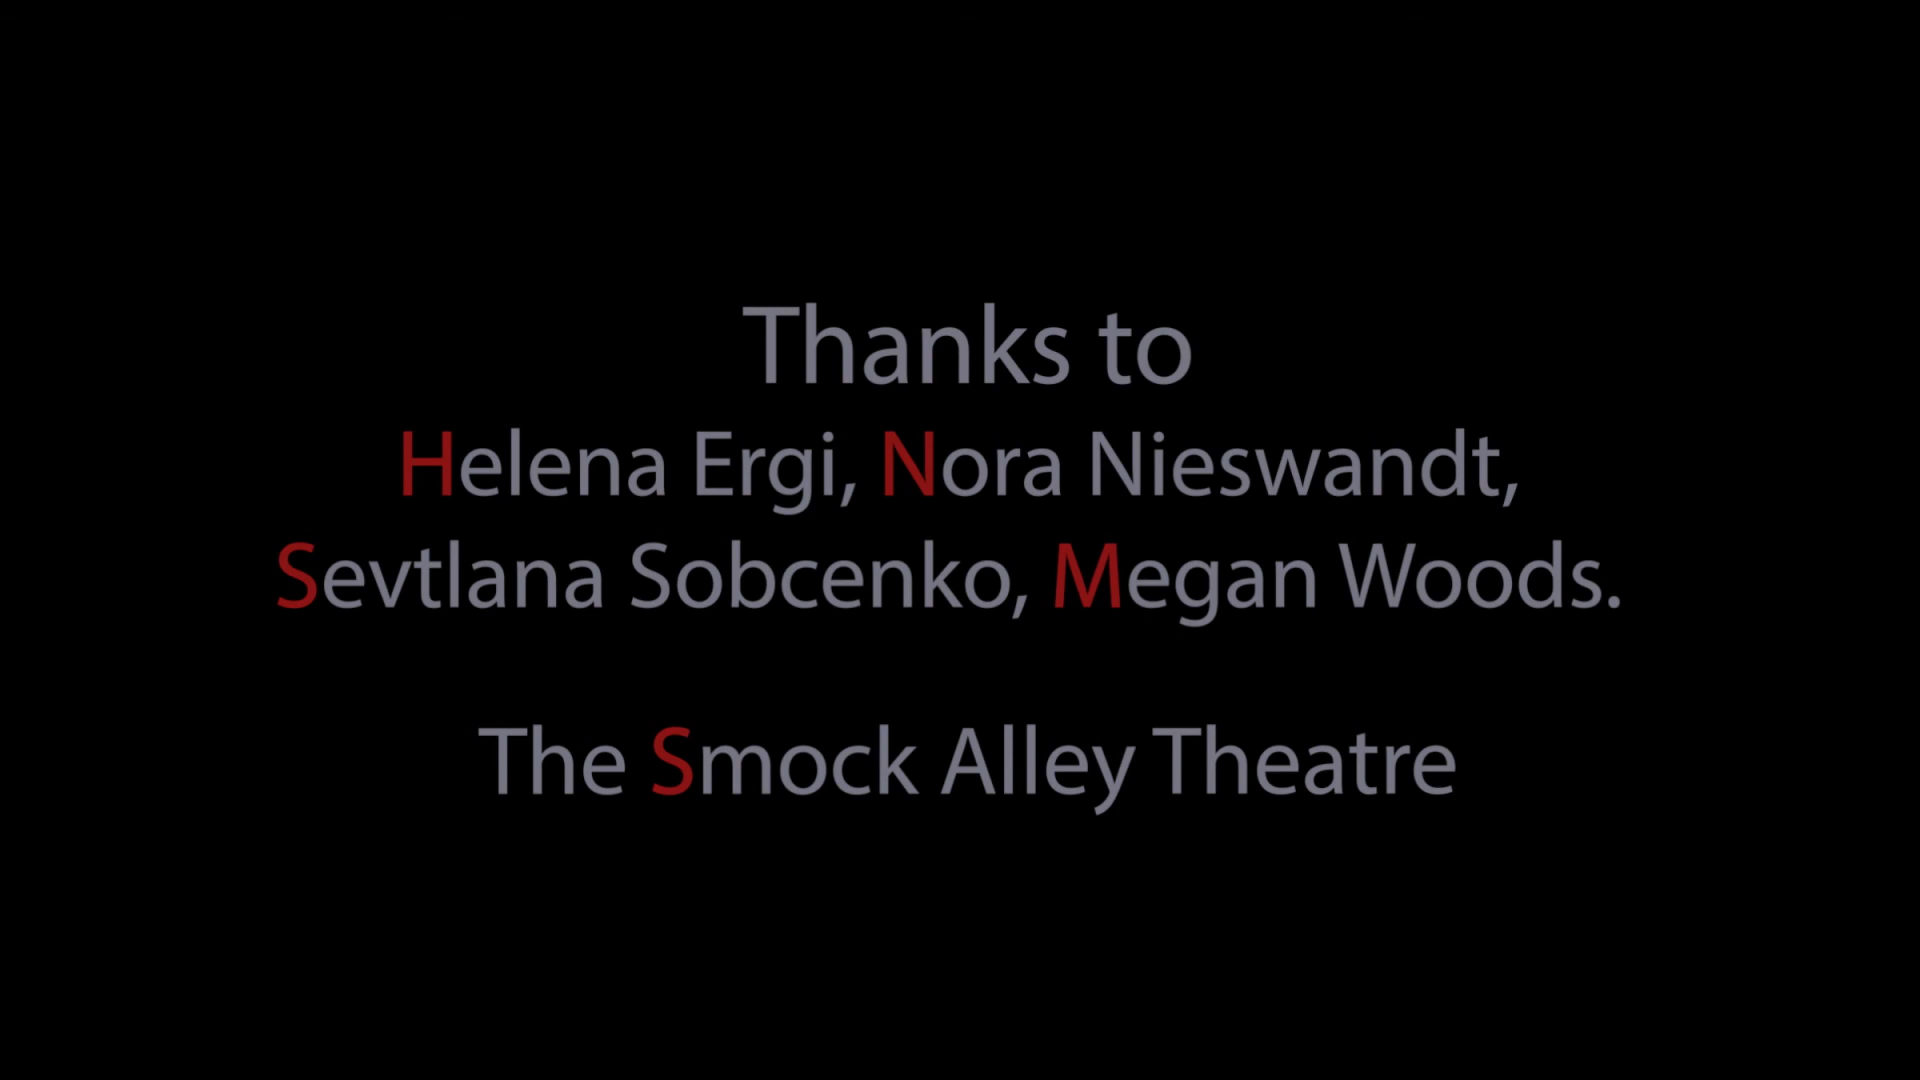 Thanks to
Helena Ergi, Nora Nieswandt,
Sevtlana Sobcenko, Megan Woods.
The Smock Alley Theatre